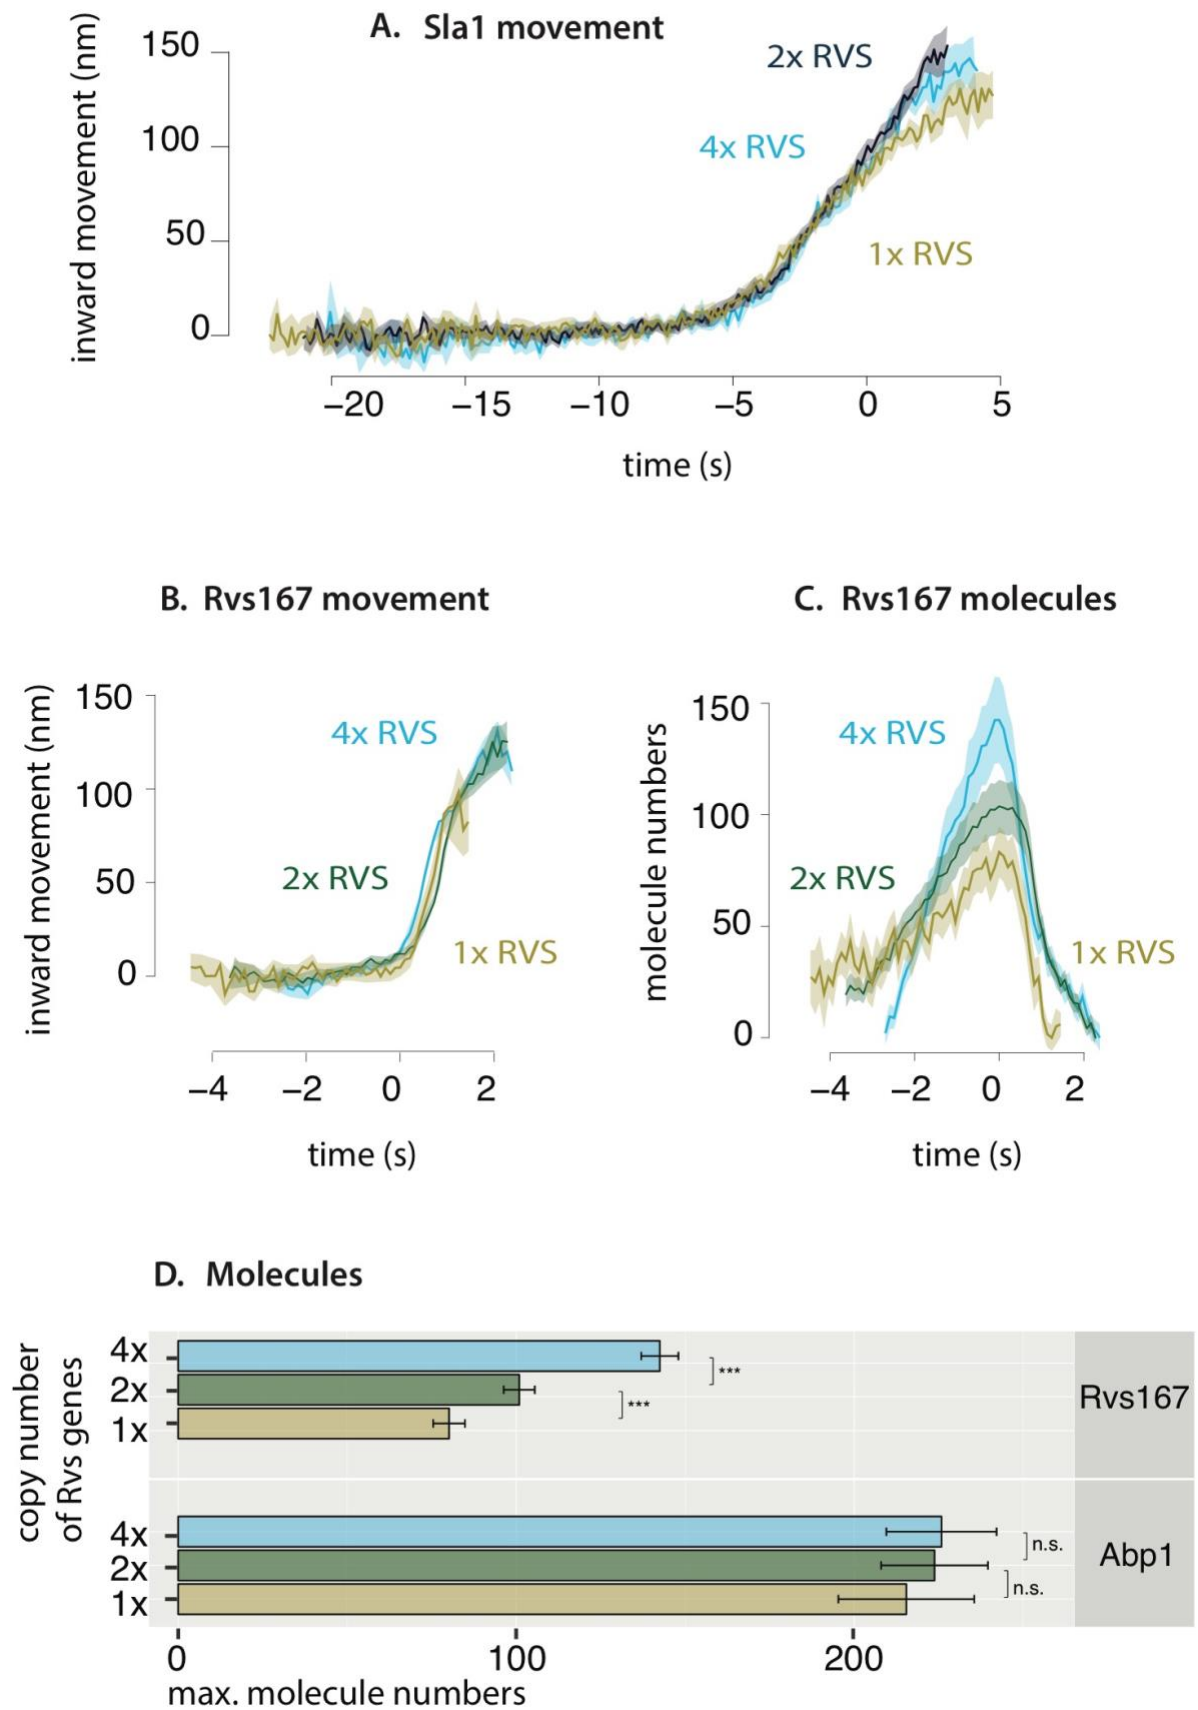 A. Sla1 movement
inward movement (nm)
150
100
50
0
2x RVS
4x RVS
1x RVS
−20 −15 −10 −5 0 5
time (s)
B. Rvs167 movement
inward movement (nm)
150
100
50
0
4x RVS
2x RVS
1x RVS
−4 −2 0 2
time (s)
C. Rvs167 molecules
molecule numbers
150
100
50
0
4x RVS
2x RVS
1x RVS
−4 −2 0 2
time (s)
D. Molecules
copy number
of Rvs genes
4x
2x
1x
***
***
Rvs167
4x
2x
1x
n.s.
n.s.
Abp1
0 100 200
max. molecule numbers